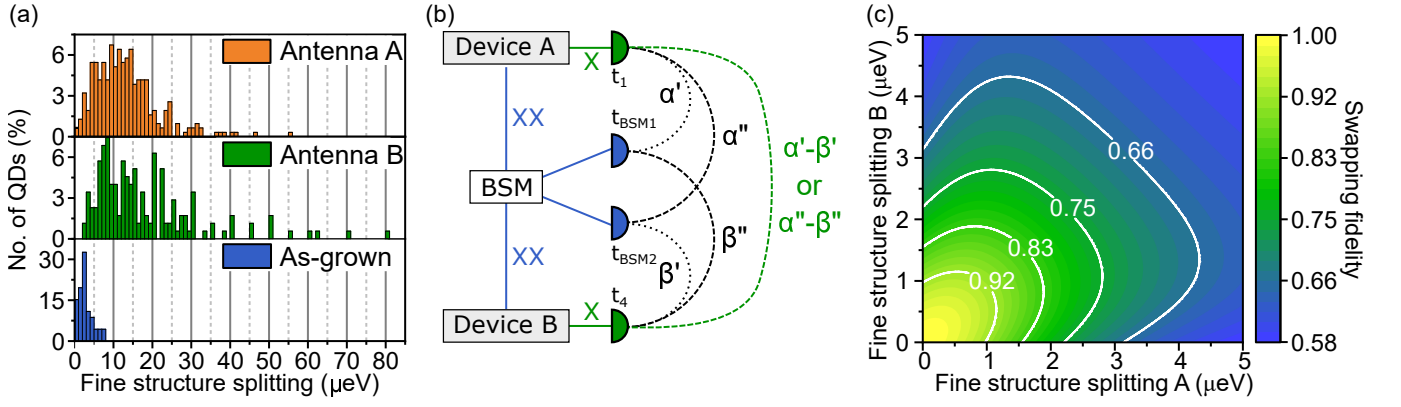 (a)
Antenna A
Antenna B
As-grown
6
3
0
6
3
0
30
15
0
No. of QDs (%)
0 10 20 30 40 50 60 70 80
Fine structure splitting (μeV)
(b)
Device A
X
t1
XX
α'
tBSM1
α''
BSM
α'-β'
or
α''-β''
XX
tBSM2
β'
β''
t4
X
Device B
(c)
5
4
3
2
1
0
Fine structure splitting B (μeV)
0.66
0.75
0.83
0.92
0 1 2 3 4 5
Fine structure splitting A (μeV)
1.00
0.92
0.83
0.75
0.66
0.58
Swapping fidelity